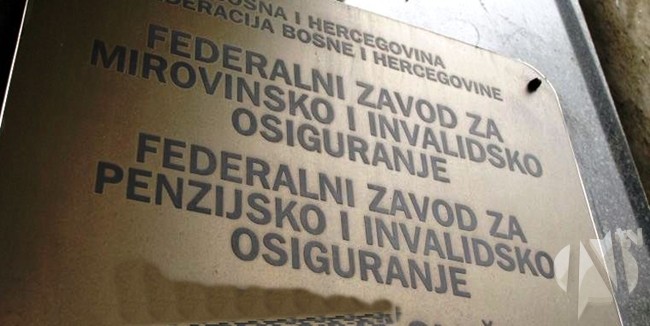 BOSNA I HERCEGOVINA
FEDERACIJA BOSNE I HERCEGOVINE
FEDERALNI ZAVOD ZA
MIROVINSKO I INVALIDSKO
OSIGURANJE
FEDERALNI ZAVOD ZA
PENZIJSKO I INVALIDSKO
OSIGURANJE